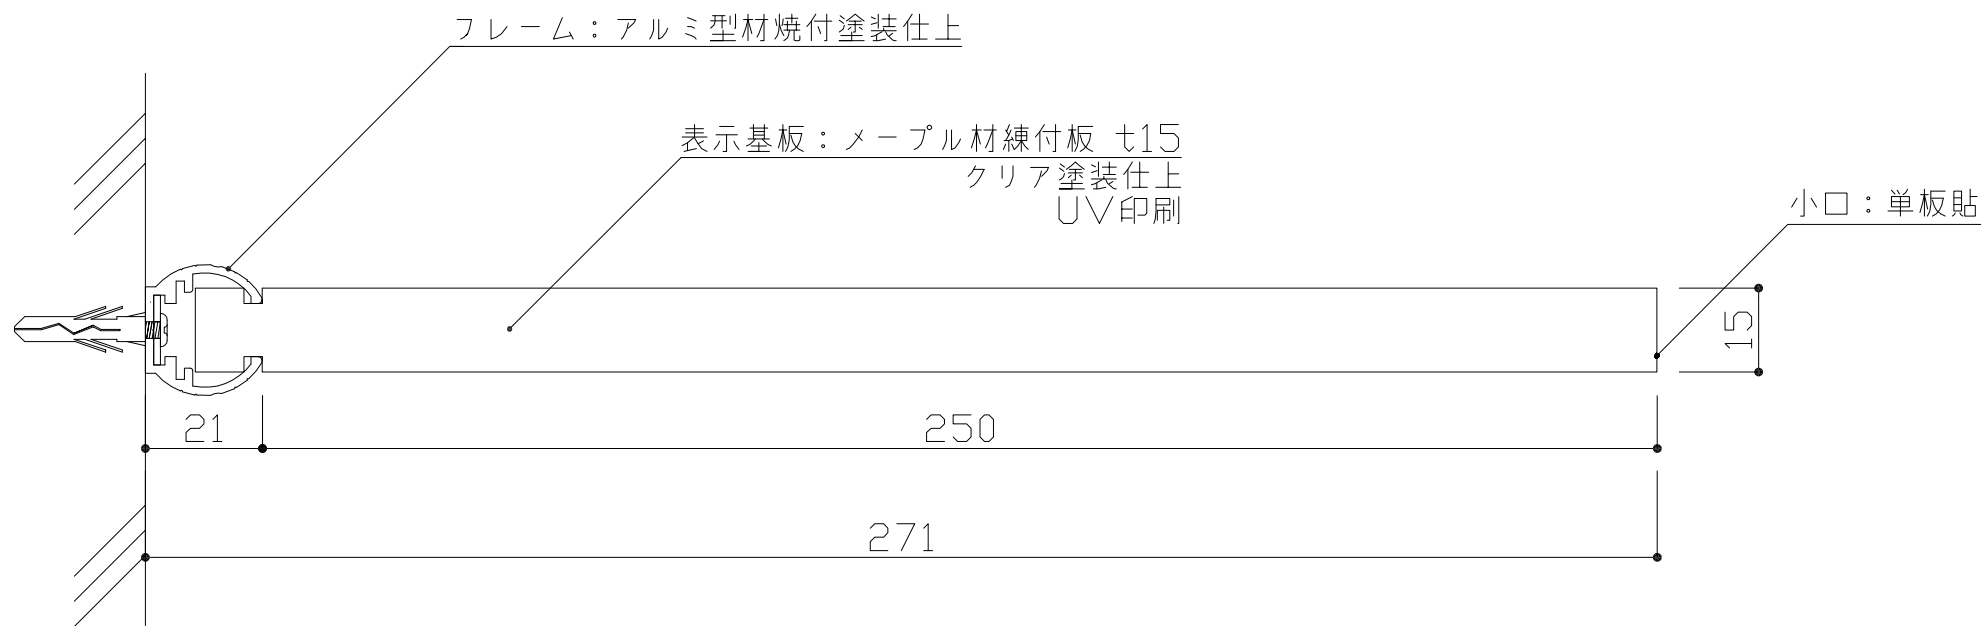 フレーム：アルミ型材焼付塗装仕上
表示基板：メープル材練付板 t15
クリア塗装仕上
UV印刷
小口：単板貼
15
21
250
271